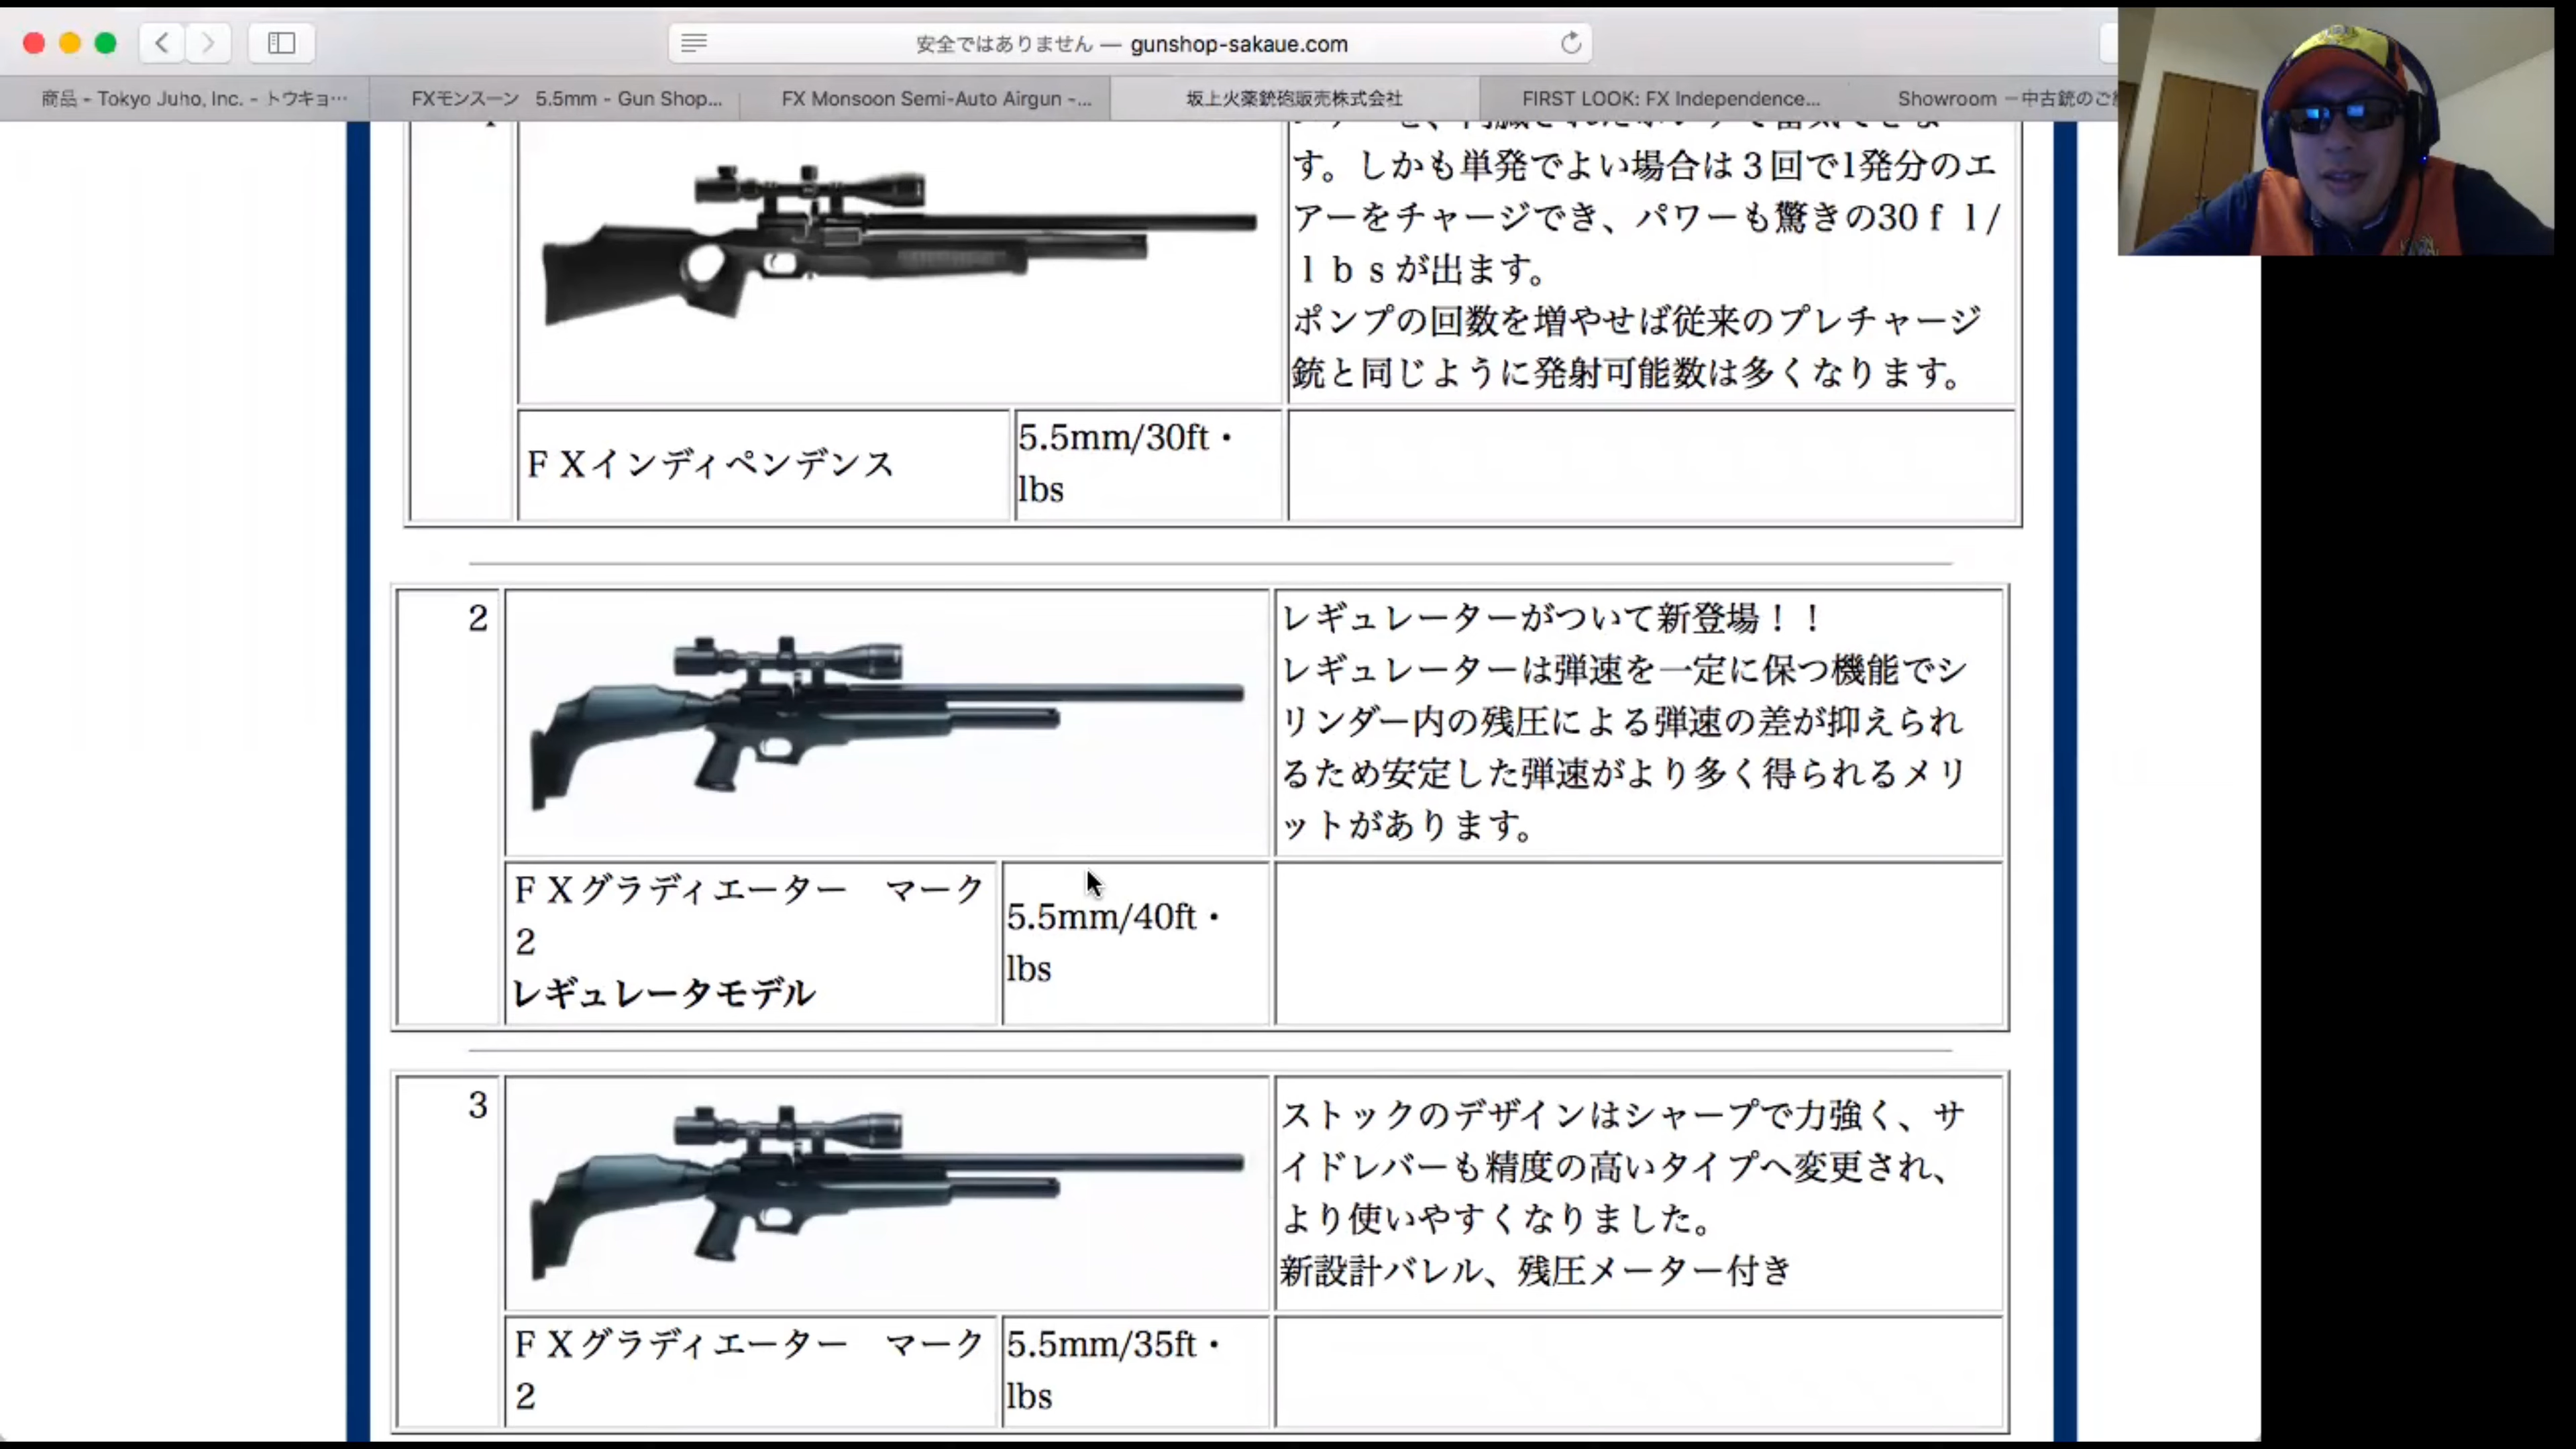 安全ではありません — gunshop-sakaue.com
商品 - Tokyo Juho, Inc. - トウキョ…
FXモンスーン　5.5mm - Gun Shop...
FX Monsoon Semi-Auto Airgun -...
坂上火薬銃砲販売株式会社
FIRST LOOK: FX Independence...
Showroom －中古銃のご
す。しかも単発でよい場合は３回で1発分のエ
アーをチャージでき、パワーも驚きの30ｆｌ/
ｌｂｓが出ます。
ポンプの回数を増やせば従来のプレチャージ
銃と同じように発射可能数は多くなります。
ＦＸインディペンデンス
5.5mm/30ft・
lbs
2
レギュレーターがついて新登場！！
レギュレーターは弾速を一定に保つ機能でシ
リンダー内の残圧による弾速の差が抑えられ
るため安定した弾速がより多く得られるメリ
ットがあります。
ＦＸグラディエーター　マーク
2
レギュレータモデル
5.5mm/40ft・
lbs
3
ストックのデザインはシャープで力強く、サ
イドレバーも精度の高いタイプへ変更され、
より使いやすくなりました。
新設計バレル、残圧メーター付き
ＦＸグラディエーター　マーク
2
5.5mm/35ft・
lbs